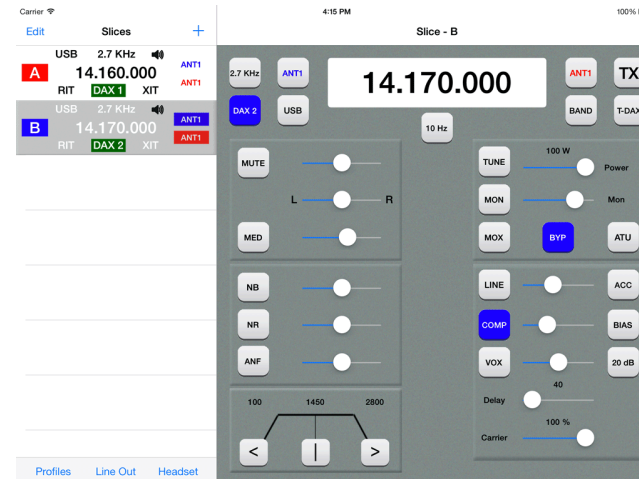 Carrier 4:15 PM 100%
Edit Slices + Slice - B
USB 2.7 KHz ANT1
A 14.160.000
RIT DAX 1 XIT ANT1
USB 2.7 KHz ANT1
B 14.170.000
RIT DAX 2 XIT ANT1
2.7 KHz ANT1 14.170.000 ANT1 TX
DAX 2 USB BAND T-DAX
10 Hz
MUTE
L R
MED
100 W
TUNE Power
MON Mon
MOX BYP ATU
NB
NR
ANF
LINE ACC
COMP BIAS
VOX 20 dB
40
Delay
100 %
Carrier
100 1450 2800
< | >
Profiles Line Out Headset